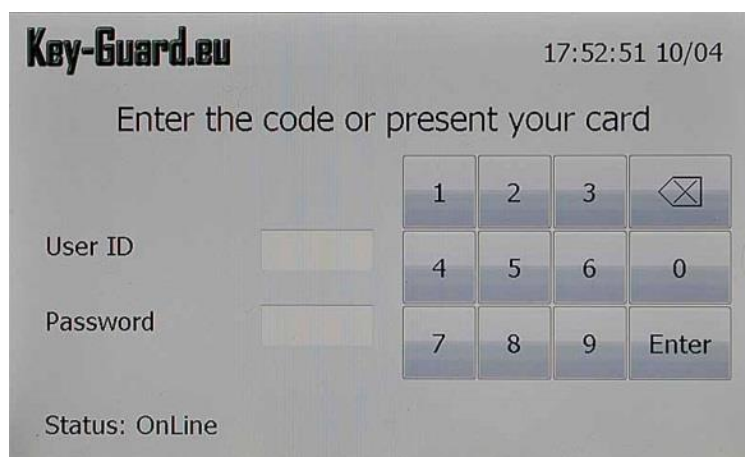 Key-Guard.eu
17:52:51 10/04
Enter the code or present your card
1 2 3
User ID
4 5 6 0
Password
7 8 9 Enter
Status: OnLine